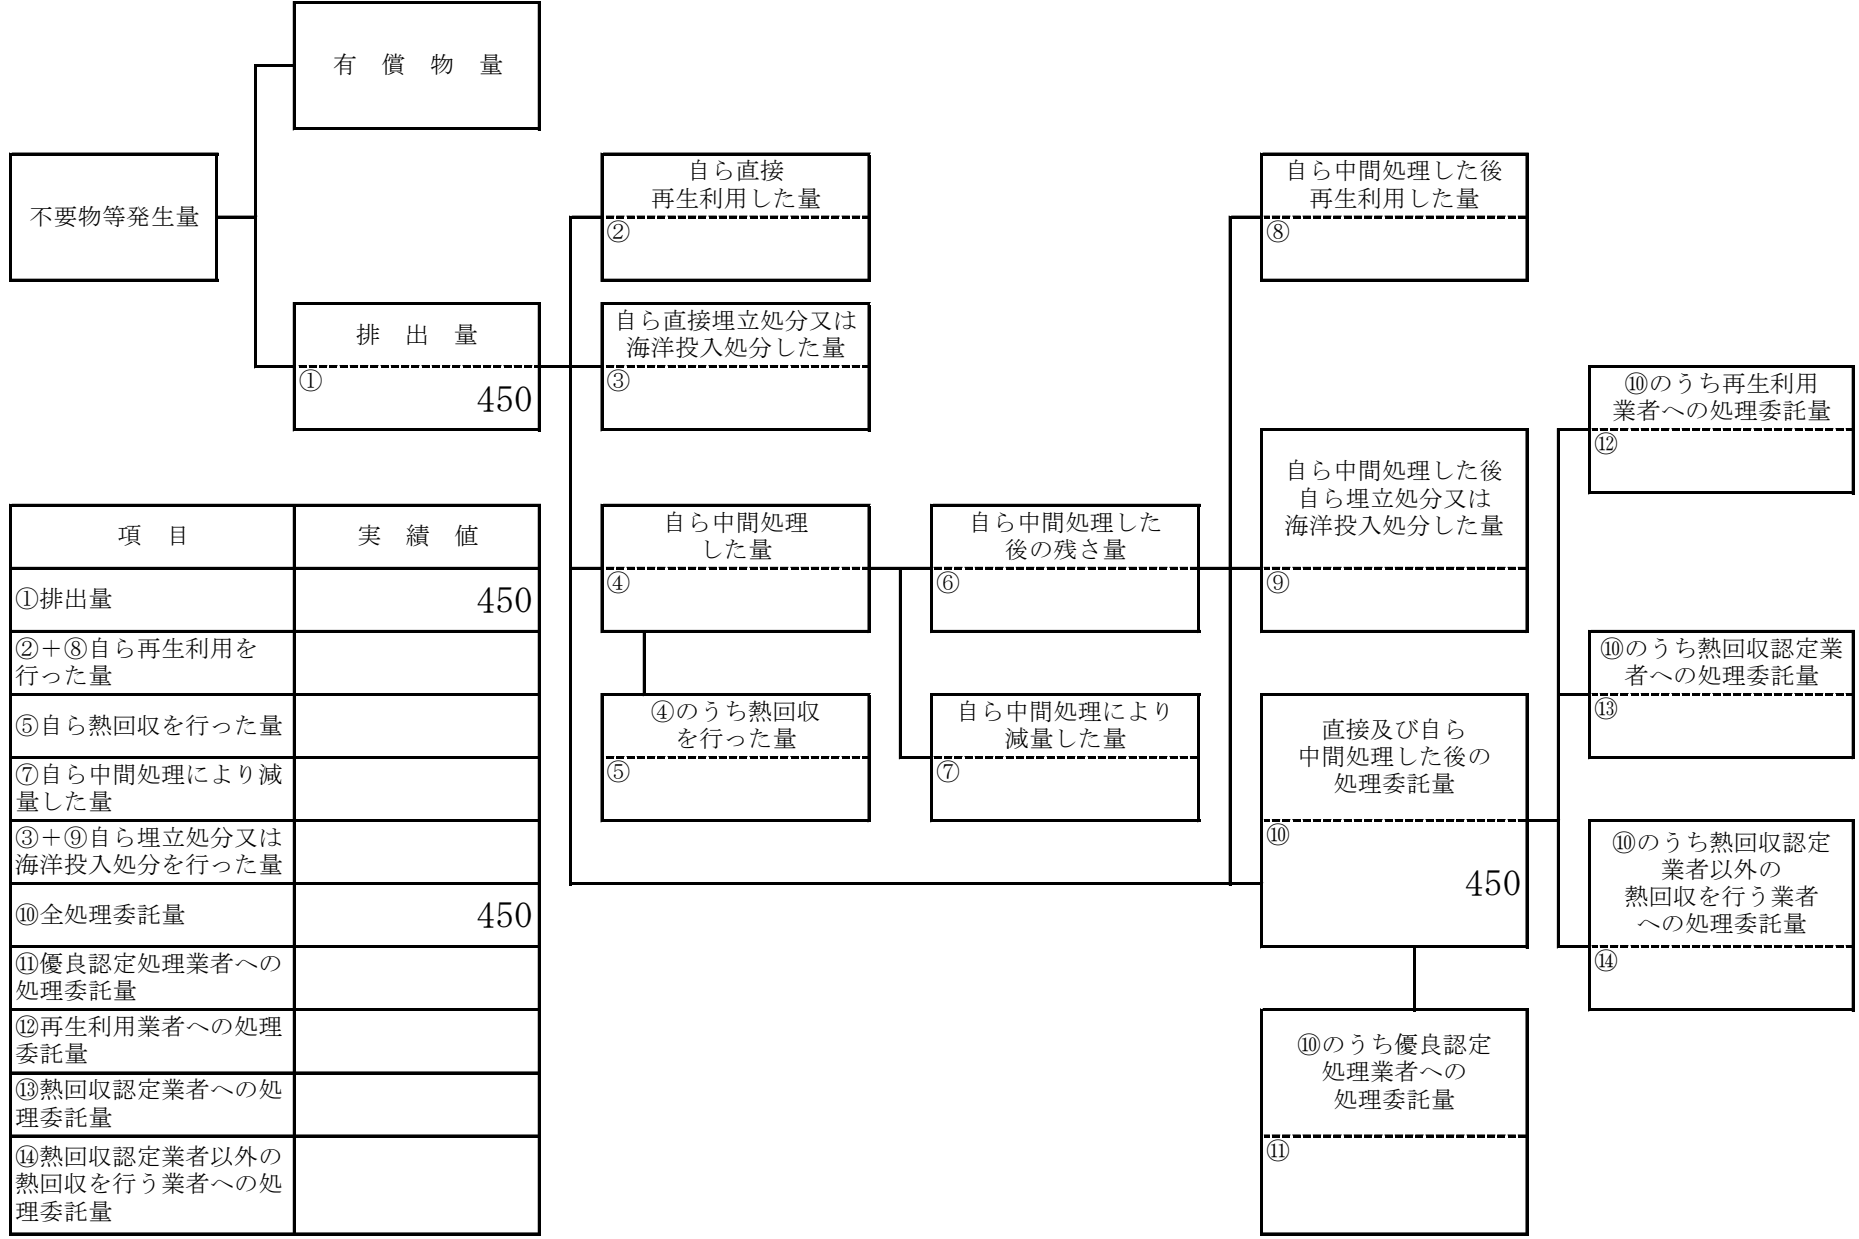 有 償 物 量
不要物等発生量
排 出 量
①
450
自ら直接
再生利用した量
②
自ら直接埋立処分又は
海洋投入処分した量
③
自ら中間処理
した量
④
④のうち熱回収
を行った量
⑤
自ら中間処理した
後の残さ量
⑥
自ら中間処理により
減量した量
⑦
自ら中間処理した後
再生利用した量
⑧
自ら中間処理した後
自ら埋立処分又は
海洋投入処分した量
⑨
直接及び自ら
中間処理した後の
処理委託量
⑩
450
⑩のうち優良認定
処理業者への
処理委託量
⑪
⑩のうち再生利用
業者への処理委託量
⑫
⑩のうち熱回収認定業
者への処理委託量
⑬
⑩のうち熱回収認定
業者以外の
熱回収を行う業者
への処理委託量
⑭
項 目 実 績 値
①排出量 450
②＋⑧自ら再生利用を
行った量
⑤自ら熱回収を行った量
⑦自ら中間処理により減
量した量
③＋⑨自ら埋立処分又は
海洋投入処分を行った量
⑩全処理委託量 450
⑪優良認定処理業者への
処理委託量
⑫再生利用業者への処理
委託量
⑬熱回収認定業者への処
理委託量
⑭熱回収認定業者以外の
熱回収を行う業者への処
理委託量